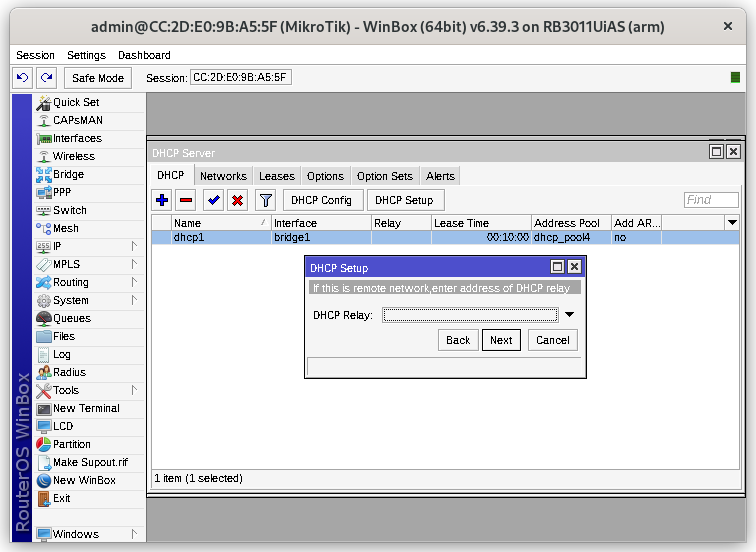 admin@CC:2D:E0:9B:A5:5F (MikroTik) - WinBox (64bit) v6.39.3 on RB3011UiAS (arm)
Session Settings Dashboard
Safe Mode Session: CC:2D:E0:9B:A5:5F
Quick Set
CAPsMAN
Interfaces
Wireless
Bridge
PPP
Switch
Mesh
IP
MPLS
Routing
System
Queues
Files
Log
Radius
Tools
New Terminal
LCD
Partition
Make Supout.rif
New WinBox
Exit
Windows
RouterOS WinBox
DHCP Server
DHCP Networks Leases Options Option Sets Alerts
DHCP Config DHCP Setup Find
Name / Interface Relay Lease Time Address Pool Add AR...
dhcp1 bridge1 00:10:00 dhcp_pool4 no
DHCP Setup
If this is remote network,enter address of DHCP relay
DHCP Relay:
Back Next Cancel
1 item (1 selected)